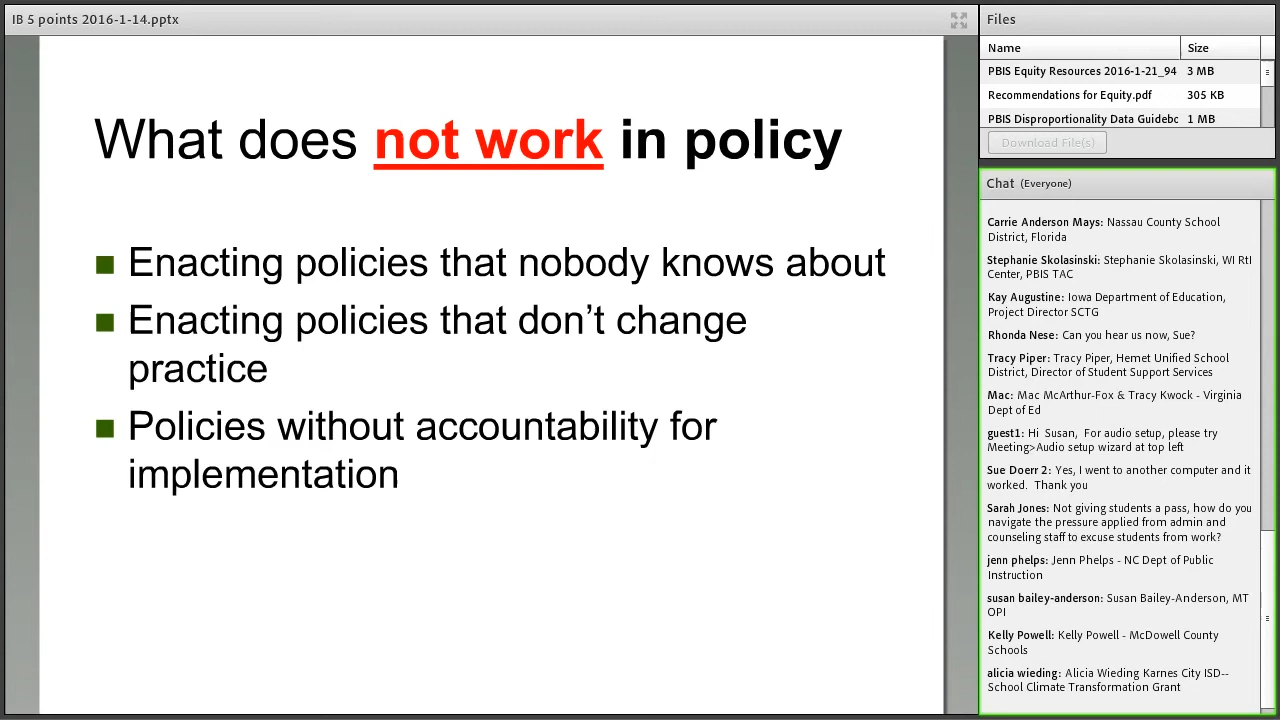 IB 5 points 2016-1-14.pptx
What does not work in policy
Enacting policies that nobody knows about
Enacting policies that don’t change
practice
Policies without accountability for
implementation
Files
Name Size
PBIS Equity Resources 2016-1-21_94 3 MB
Recommendations for Equity.pdf 305 KB
PBIS Disproportionality Data Guidebc 1 MB
Download File(s)
Chat (Everyone)
Carrie Anderson Mays: Nassau County School
District, Florida
Stephanie Skolasinski: Stephanie Skolasinski, WI RtI
Center, PBIS TAC
Kay Augustine: Iowa Department of Education,
Project Director SCTG
Rhonda Nese: Can you hear us now, Sue?
Tracy Piper: Tracy Piper, Hemet Unified School
District, Director of Student Support Services
Mac: Mac McArthur-Fox & Tracy Kwock - Virginia
Dept of Ed
guest1: Hi Susan, For audio setup, please try
Meeting>Audio setup wizard at top left
Sue Doerr 2: Yes, I went to another computer and it
worked. Thank you
Sarah Jones: Not giving students a pass, how do you
navigate the pressure applied from admin and
counseling staff to excuse students from work?
jenn phelps: Jenn Phelps - NC Dept of Public
Instruction
susan bailey-anderson: Susan Bailey-Anderson, MT
OPI
Kelly Powell: Kelly Powell - McDowell County
Schools
alicia wieding: Alicia Wieding Karnes City ISD--
School Climate Transformation Grant